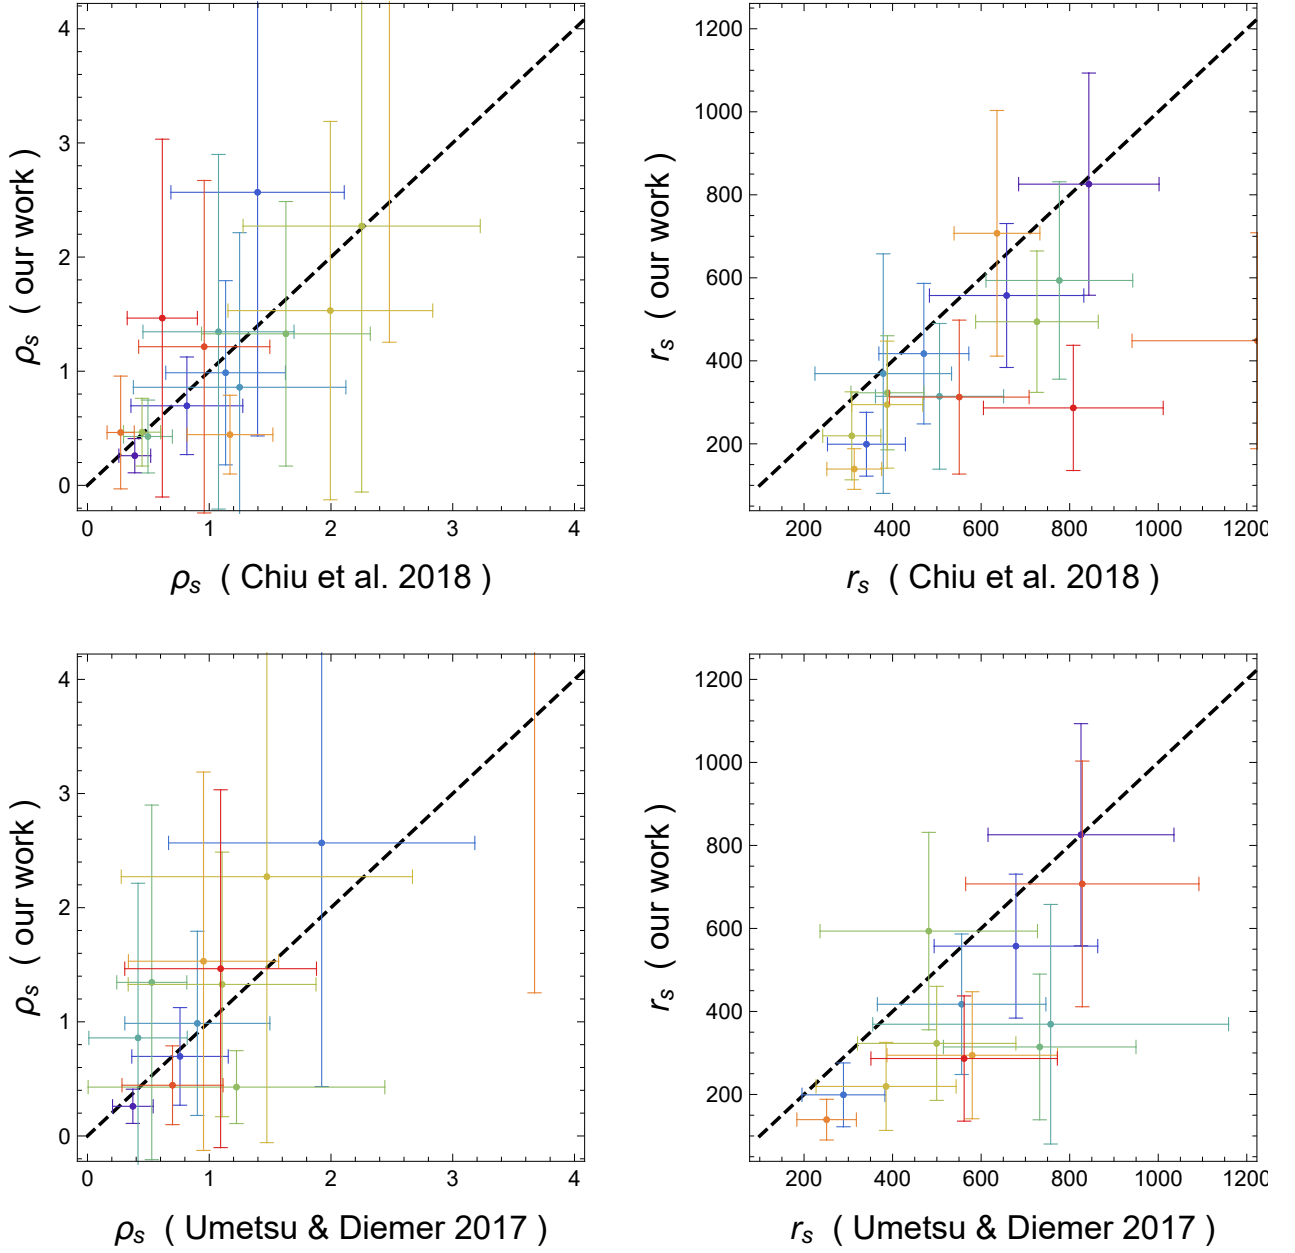 4
3
2
1
0
ρs ( our work )
0 1 2 3 4
ρs ( Chiu et al. 2018 )
1200
1000
800
600
400
200
rs ( our work )
200 400 600 800 1000 1200
rs ( Chiu et al. 2018 )
4
3
2
1
0
ρs ( our work )
0 1 2 3 4
ρs ( Umetsu & Diemer 2017 )
1200
1000
800
600
400
200
rs ( our work )
200 400 600 800 1000 1200
rs ( Umetsu & Diemer 2017 )